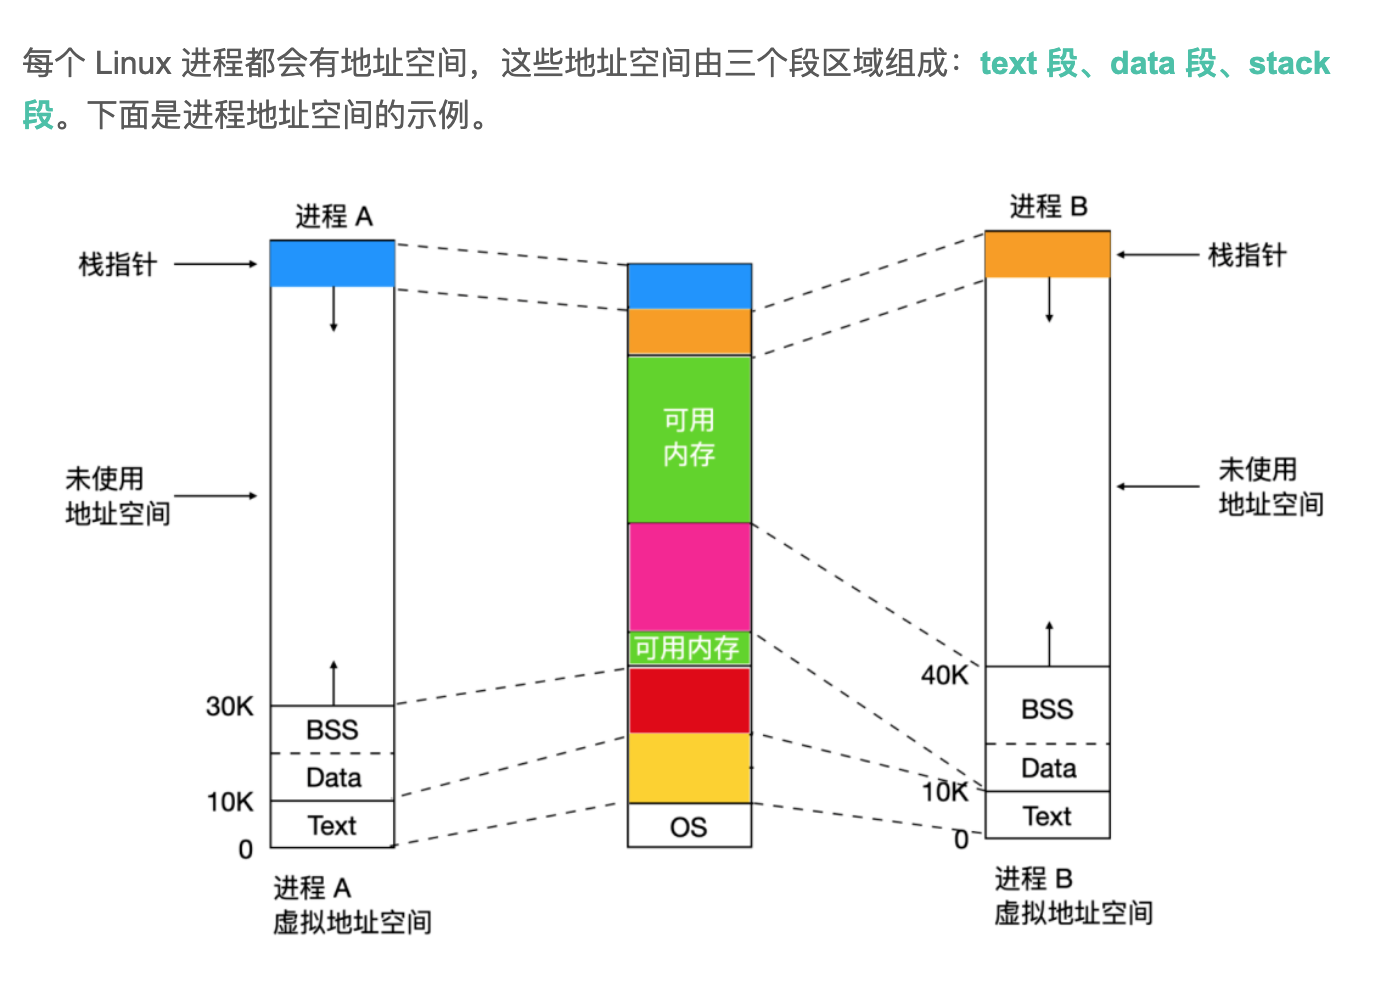 每个 Linux 进程都会有地址空间，这些地址空间由三个段区域组成：text 段、data 段、stack
段。下面是进程地址空间的示例。
进程 A
进程 B
栈指针
栈指针
可用
内存
未使用
地址空间
未使用
地址空间
可用内存
40K
30K
BSS
BSS
Data
Data
10K
10K
Text
Text
OS
0
0
进程 A
虚拟地址空间
进程 B
虚拟地址空间